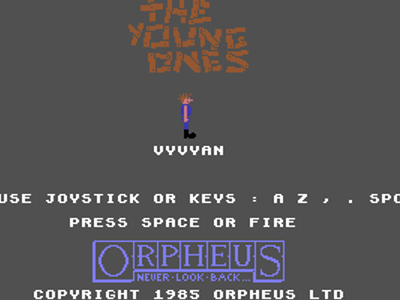 THE
YOUNG
ONES
VYVYAN
USE JOYSTICK OR KEYS : A Z , . SPC
PRESS SPACE OR FIRE
ORPHEUS
NEVER·LOOK·BACK...
COPYRIGHT 1985 ORPHEUS LTD